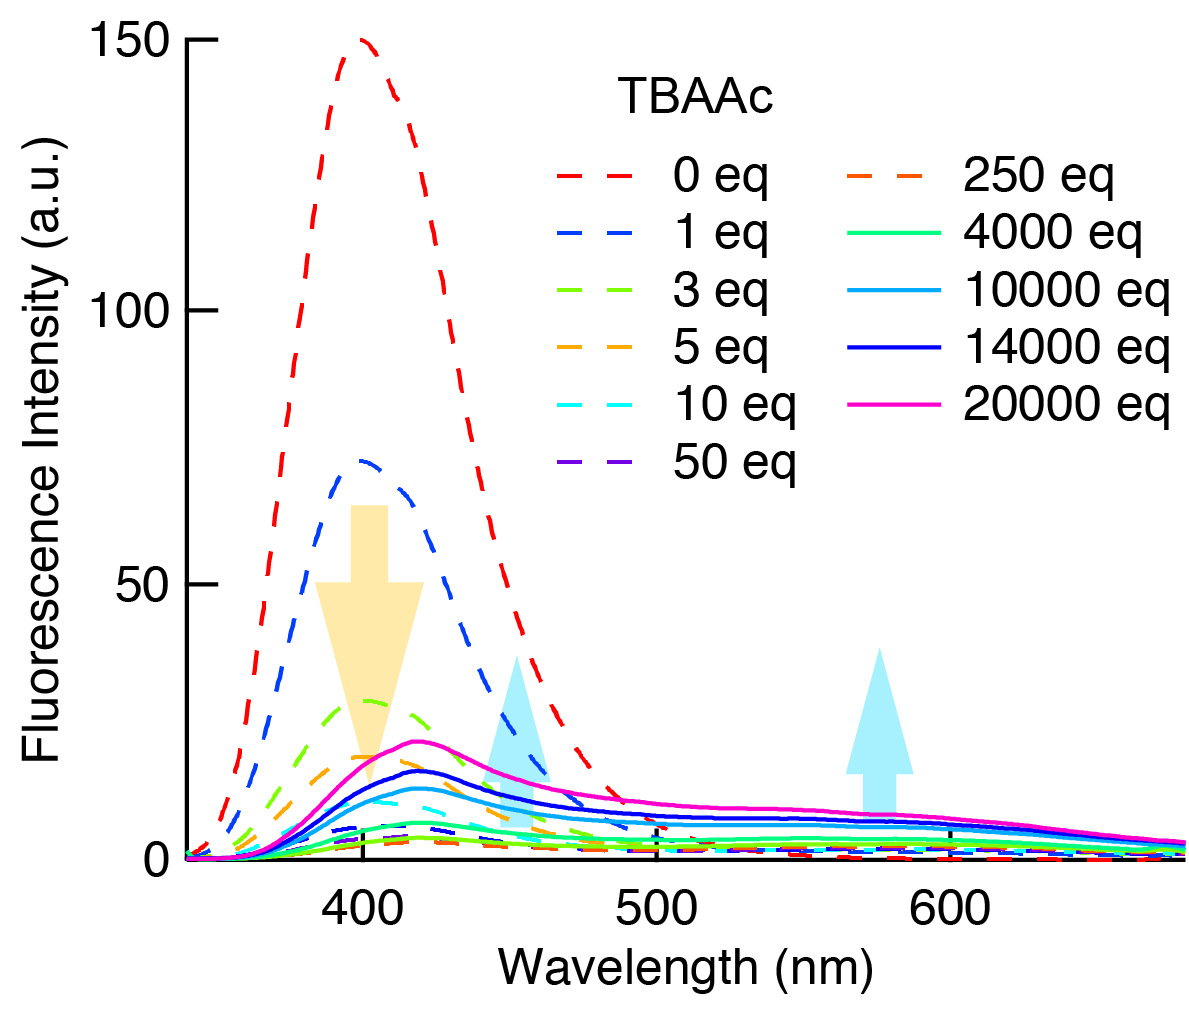 150
100
50
0
Fluorescence Intensity (a.u.)
TBAAc
0 eq
1 eq
3 eq
5 eq
10 eq
50 eq
250 eq
4000 eq
10000 eq
14000 eq
20000 eq
400 500 600
Wavelength (nm)